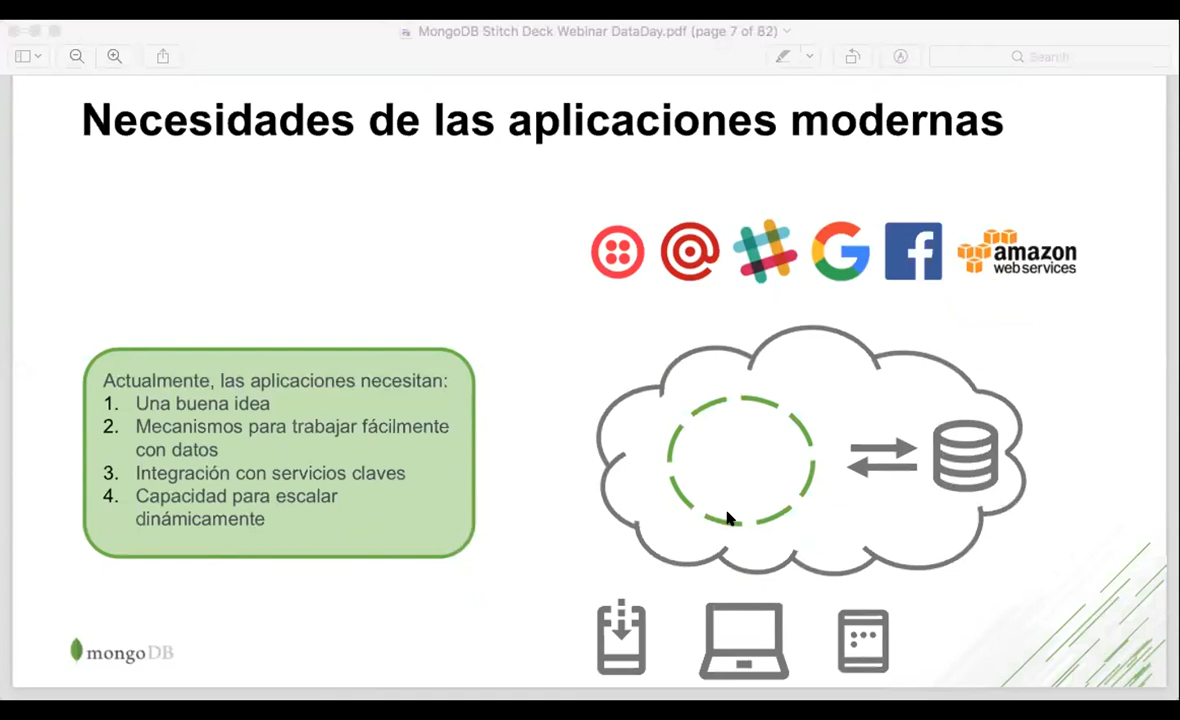 MongoDB Stitch Deck Webinar DataDay.pdf (page 7 of 82)
Search
Necesidades de las aplicaciones modernas
amazon
web services
Actualmente, las aplicaciones necesitan:
1. Una buena idea
2. Mecanismos para trabajar fácilmente
con datos
3. Integración con servicios claves
4. Capacidad para escalar
dinámicamente
mongoDB